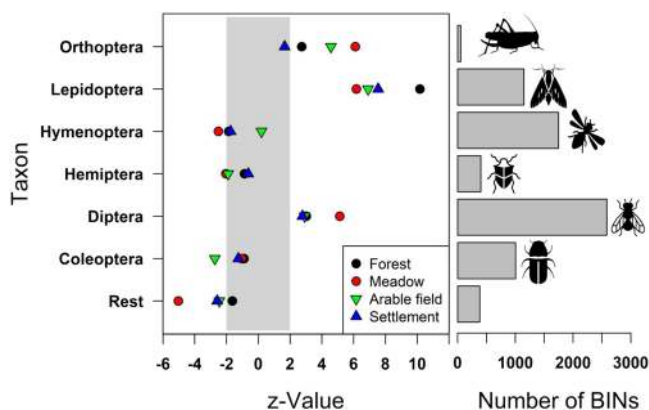 Taxon
Orthoptera
Lepidoptera
Hymenoptera
Hemiptera
Diptera
Coleoptera
Rest
Forest
Meadow
Arable field
Settlement
-6 -4 -2 0 2 4 6 8 10
z-Value
0 1000 2000 3000
Number of BINs